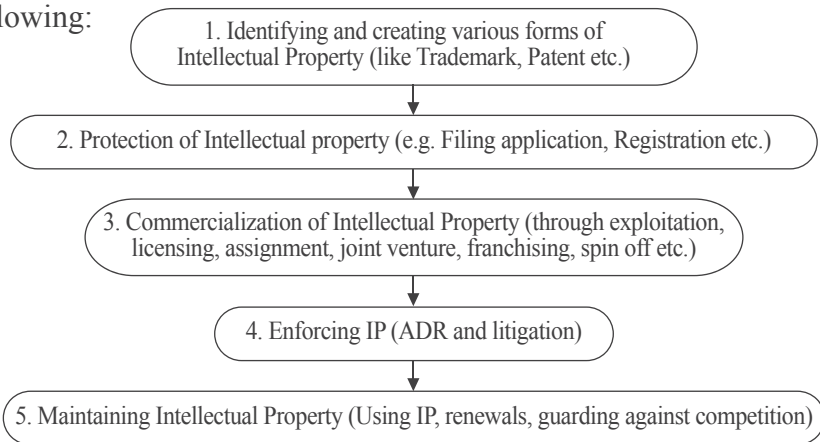 lowing:
1. Identifying and creating various forms of
Intellectual Property (like Trademark, Patent etc.)
2. Protection of Intellectual property (e.g. Filing application, Registration etc.)
3. Commercialization of Intellectual Property (through exploitation,
licensing, assignment, joint venture, franchising, spin off etc.)
4. Enforcing IP (ADR and litigation)
5. Maintaining Intellectual Property (Using IP, renewals, guarding against competition)